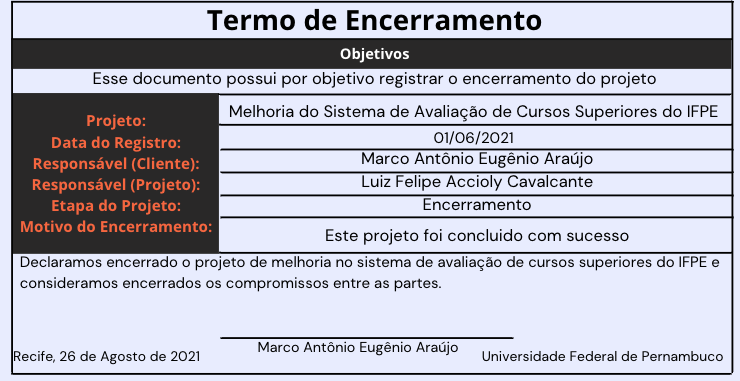 Termo de Encerramento
Objetivos
Esse documento possui por objetivo registrar o encerramento do projeto
Projeto: Melhoria do Sistema de Avaliação de Cursos Superiores do IFPE
Data do Registro: 01/06/2021
Responsável (Cliente): Marco Antônio Eugênio Araújo
Responsável (Projeto): Luiz Felipe Accioly Cavalcante
Etapa do Projeto: Encerramento
Motivo do Encerramento: Este projeto foi concluido com sucesso
Declaramos encerrado o projeto de melhoria no sistema de avaliação de cursos superiores do IFPE e
consideramos encerrados os compromissos entre as partes.
Marco Antônio Eugênio Araújo
Recife, 26 de Agosto de 2021 Universidade Federal de Pernambuco